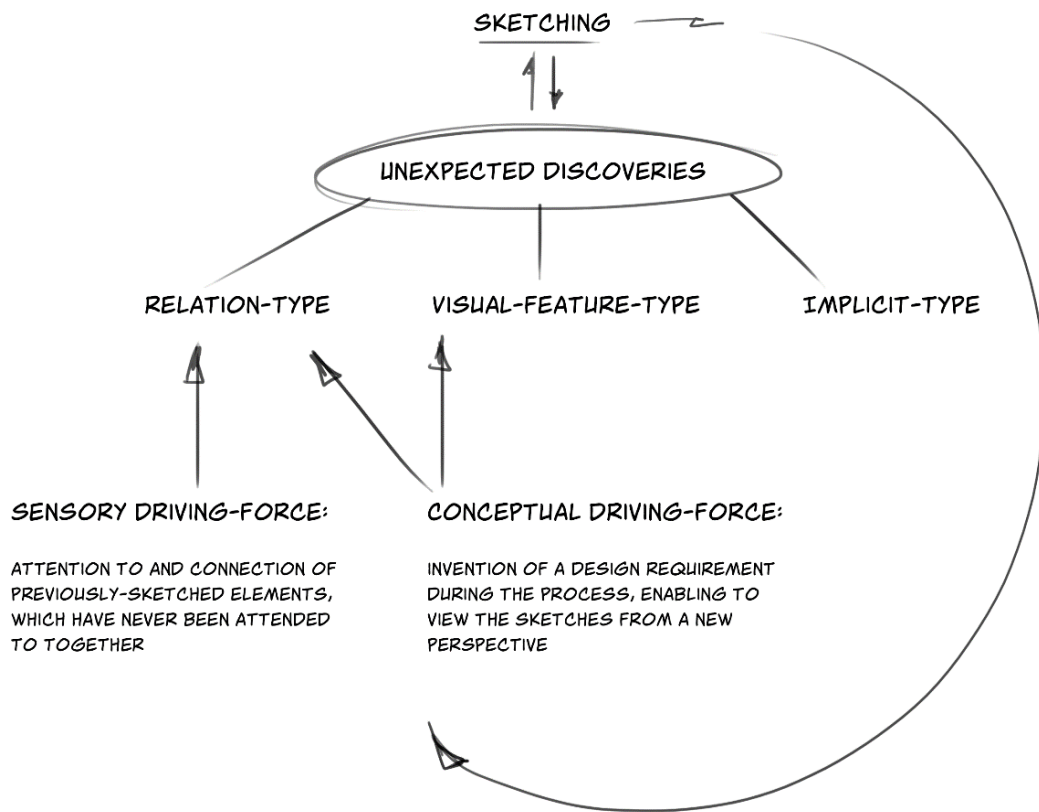 SKETCHING
UNEXPECTED DISCOVERIES
RELATION-TYPE
VISUAL-FEATURE-TYPE
IMPLICIT-TYPE
SENSORY DRIVING-FORCE:
ATTENTION TO AND CONNECTION OF
PREVIOUSLY-SKETCHED ELEMENTS,
WHICH HAVE NEVER BEEN ATTENDED
TO TOGETHER
CONCEPTUAL DRIVING-FORCE:
INVENTION OF A DESIGN REQUIREMENT
DURING THE PROCESS, ENABLING TO
VIEW THE SKETCHES FROM A NEW
PERSPECTIVE